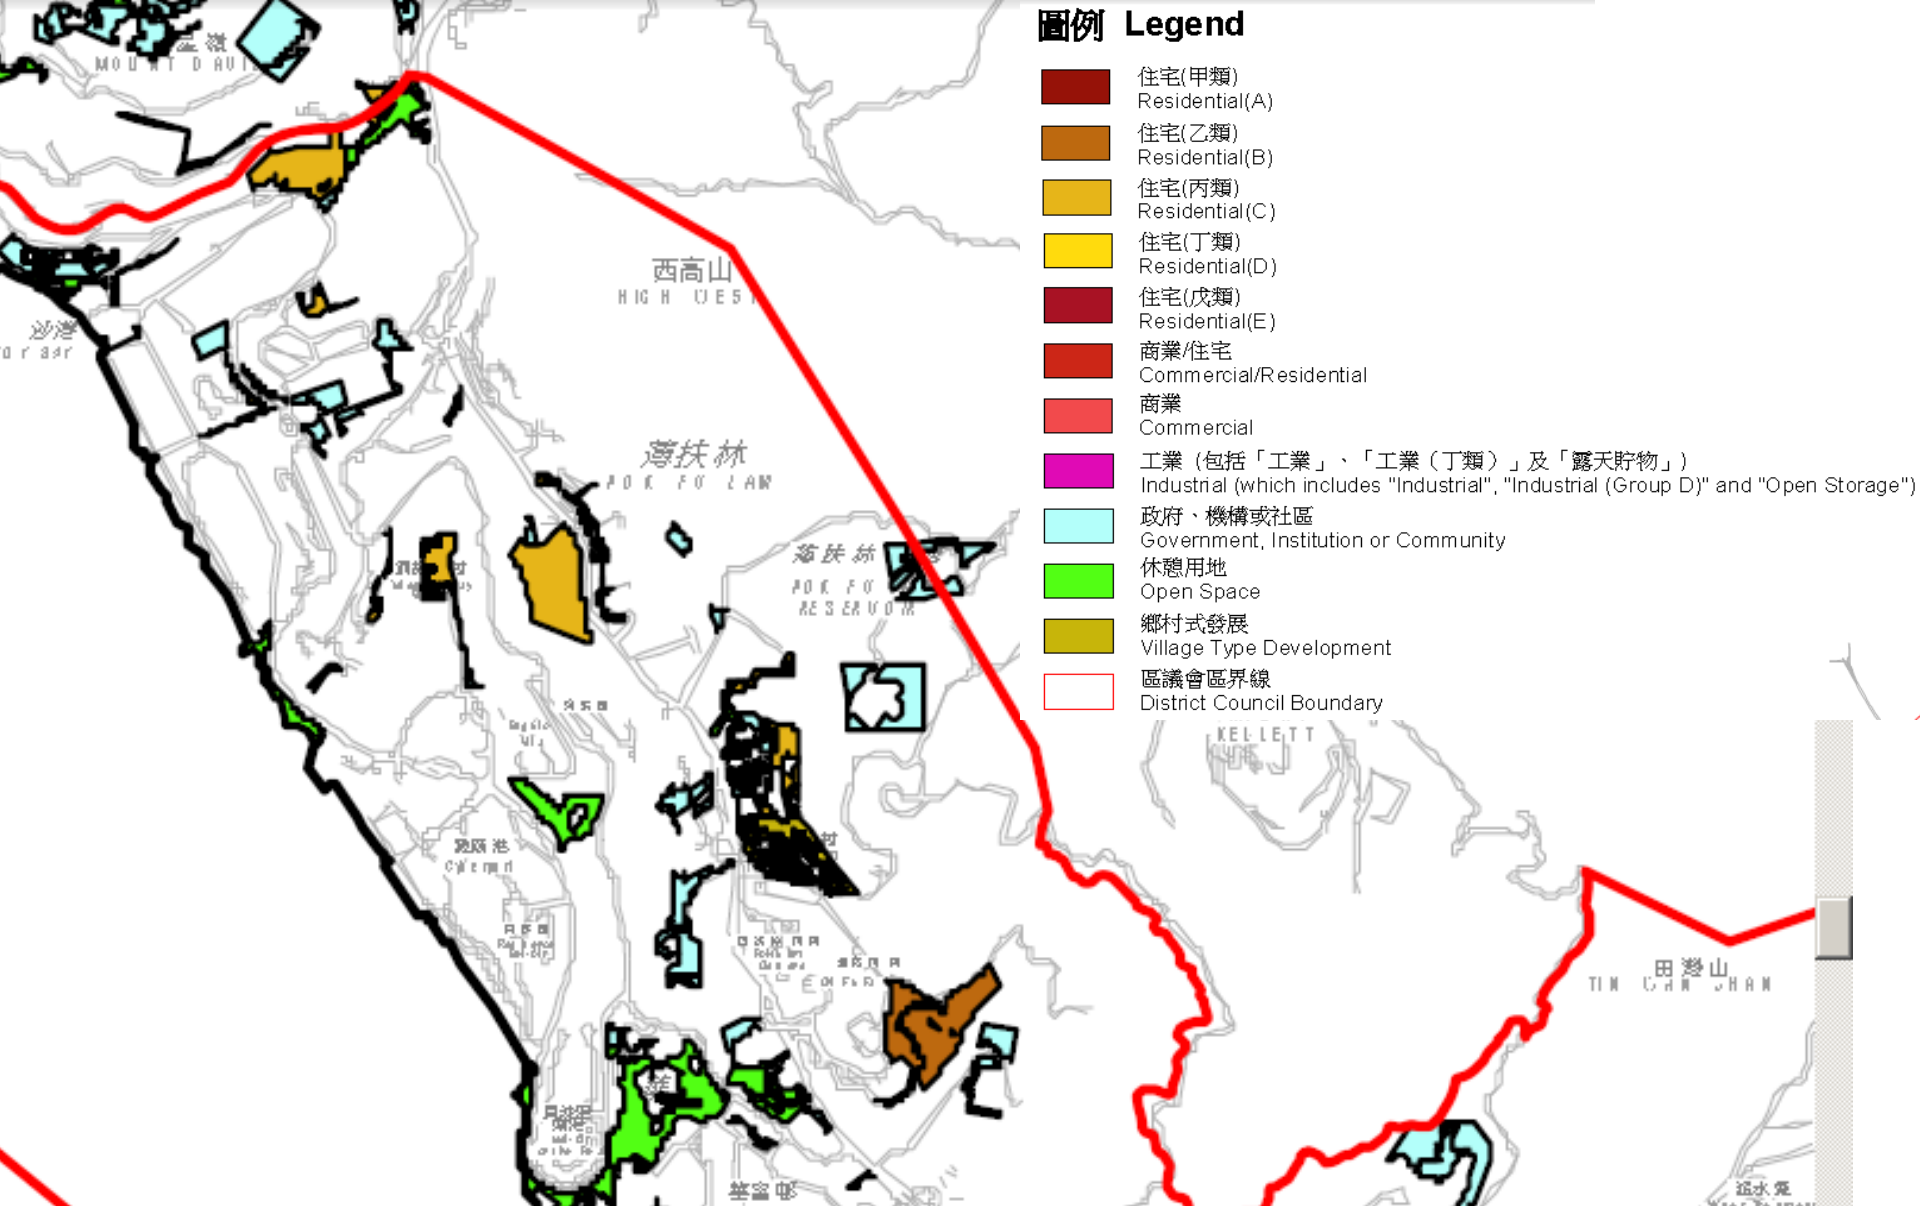 圖例 Legend
住宅(甲類)
Residential(A)
住宅(乙類)
Residential(B)
住宅(丙類)
Residential(C)
住宅(丁類)
Residential(D)
住宅(戊類)
Residential(E)
商業/住宅
Commercial/Residential
商業
Commercial
工業 (包括「工業」、「工業（丁類）」及「露天貯物」)
Industrial (which includes "Industrial", "Industrial (Group D)" and "Open Storage")
政府、機構或社區
Government, Institution or Community
休憩用地
Open Space
鄉村式發展
Village Type Development
區議會區界線
District Council Boundary
MOUNT DAVI
西高山
HIGH WEST
沙灣
薄扶林
POK FU LAM
薄扶林
POK FU
RESERVOIR
KELLETT
田灣山
TIN WAN SHAN
華富邨